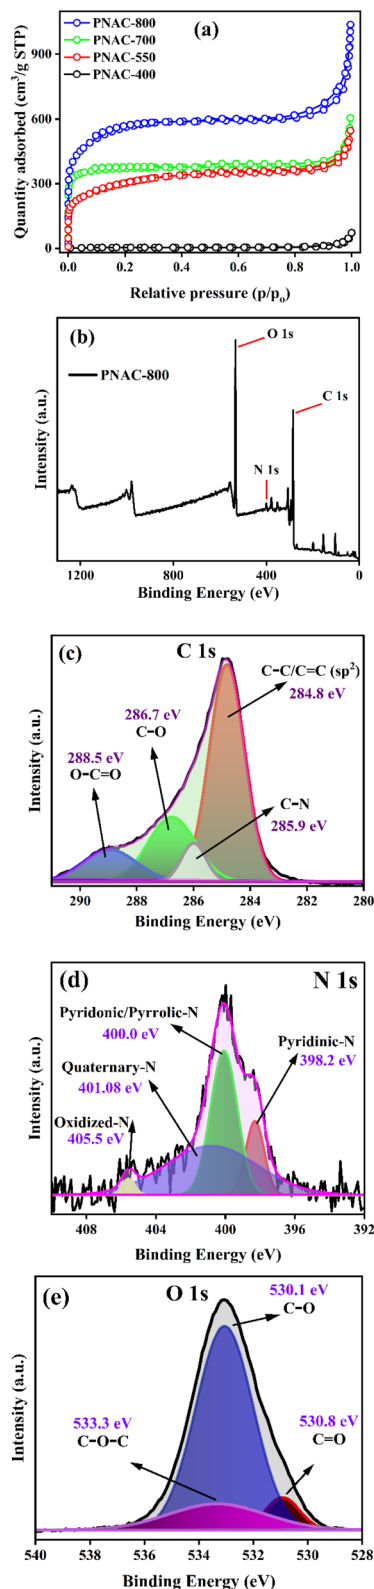 (a)
PNAC-800
PNAC-700
PNAC-550
PNAC-400
900
600
300
0
Quantity adsorbed (cm³/g STP)
0.0 0.2 0.4 0.6 0.8 1.0
Relative pressure (p/p₀)
(b)
O 1s
C 1s
PNAC-800
N 1s
Intensity (a.u.)
1200 800 400 0
Binding Energy (eV)
(c)
C 1s
C-C/C=C (sp²)
284.8 eV
286.7 eV
C-O
288.5 eV
O-C=O
C-N
285.9 eV
Intensity (a.u.)
290 288 286 284 282 280
Binding Energy (eV)
(d)
N 1s
Pyridonic/Pyrrolic-N
400.0 eV
Pyridinic-N
398.2 eV
Quaternary-N
401.08 eV
Oxidized-N
405.5 eV
Intensity (a.u.)
408 404 400 396 392
Binding Energy (eV)
(e)
O 1s
530.1 eV
C-O
533.3 eV
C-O-C
530.8 eV
C=O
Intensity (a.u.)
540 538 536 534 532 530 528
Binding Energy (eV)